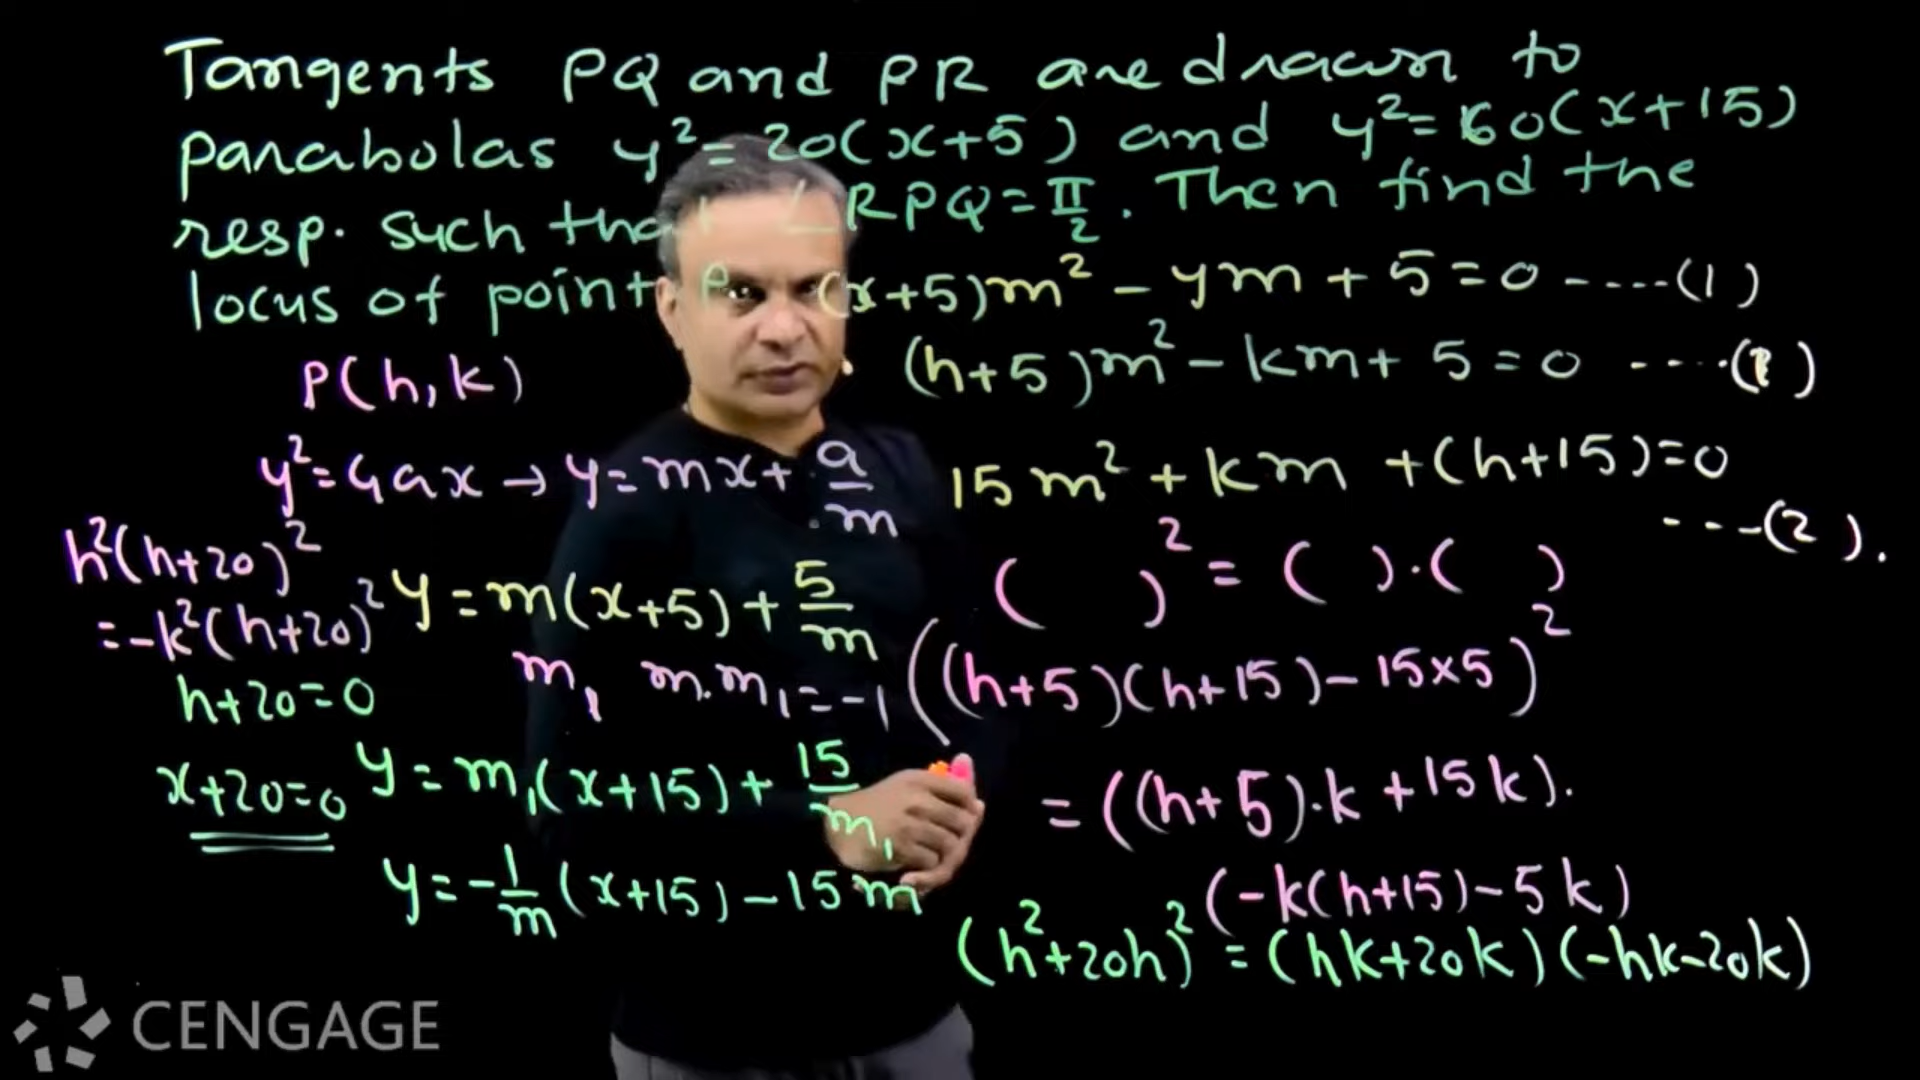 Tangents PQ and PR are drawn to
parabolas y² = 20(x+5) and y² = 60(x+15)
resp. such that ∠RPQ = π/2. Then find the
locus of point P.
(x+5)m² - ym + 5 = 0 ----(1)
P(h,k)
(h+5)m² - km + 5 = 0 ----(1)
y² = 4ax → y = mx + a/m
15m² + km + (h+15) = 0
---(2).
h²(h+20)²
= -k²(h+20)²
h+20=0
x+20=0
y = m(x+5) + 5/m
m₁ m.m₁ = -1
y = m₁(x+15) + 15/m₁
y = -1/m (x+15) - 15m
( )² = ( ).( )
((h+5)(h+15) - 15×5)²
= ((h+5).k + 15k).
(-k(h+15) - 5k)
(h²+20h)² = (hk+20k)(-hk-20k)
CENGAGE